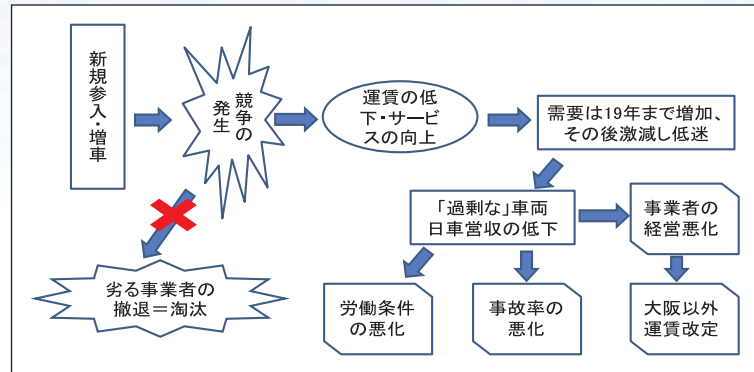 新規参入・増車
競争の
発生
運賃の低
下・サービ
スの向上
需要は19年まで増加、
その後激減し低迷
「過剰な」車両
日車営収の低下
事業者の
経営悪化
劣る事業者の
撤退＝淘汰
労働条件
の悪化
事故率の
悪化
大阪以外
運賃改定